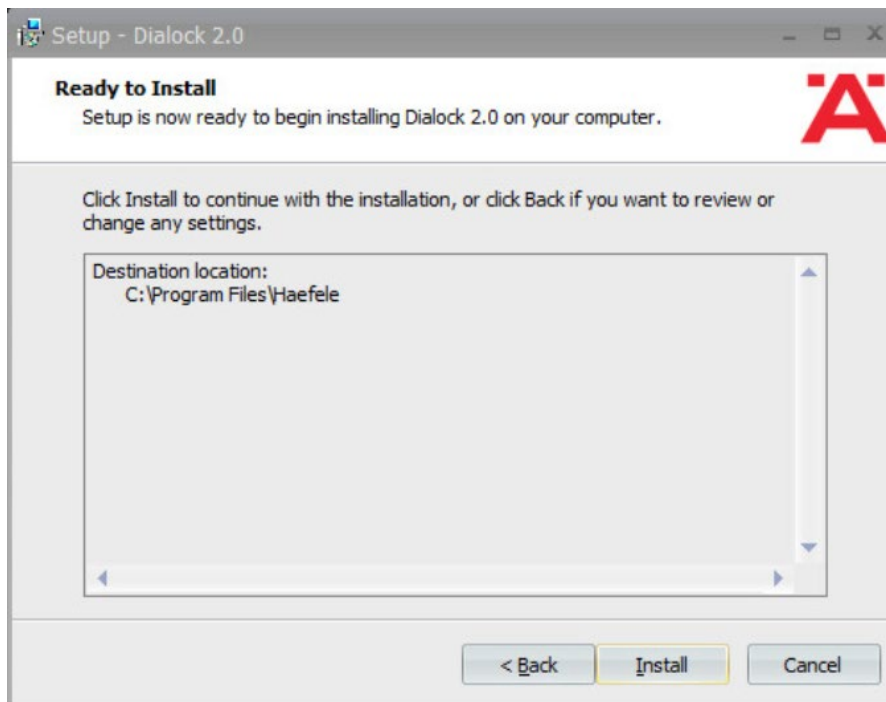 Setup - Dialock 2.0
Ready to Install
Setup is now ready to begin installing Dialock 2.0 on your computer.
Ä
Click Install to continue with the installation, or click Back if you want to review or
change any settings.
Destination location:
C:\Program Files\Haefele
< Back
Install
Cancel